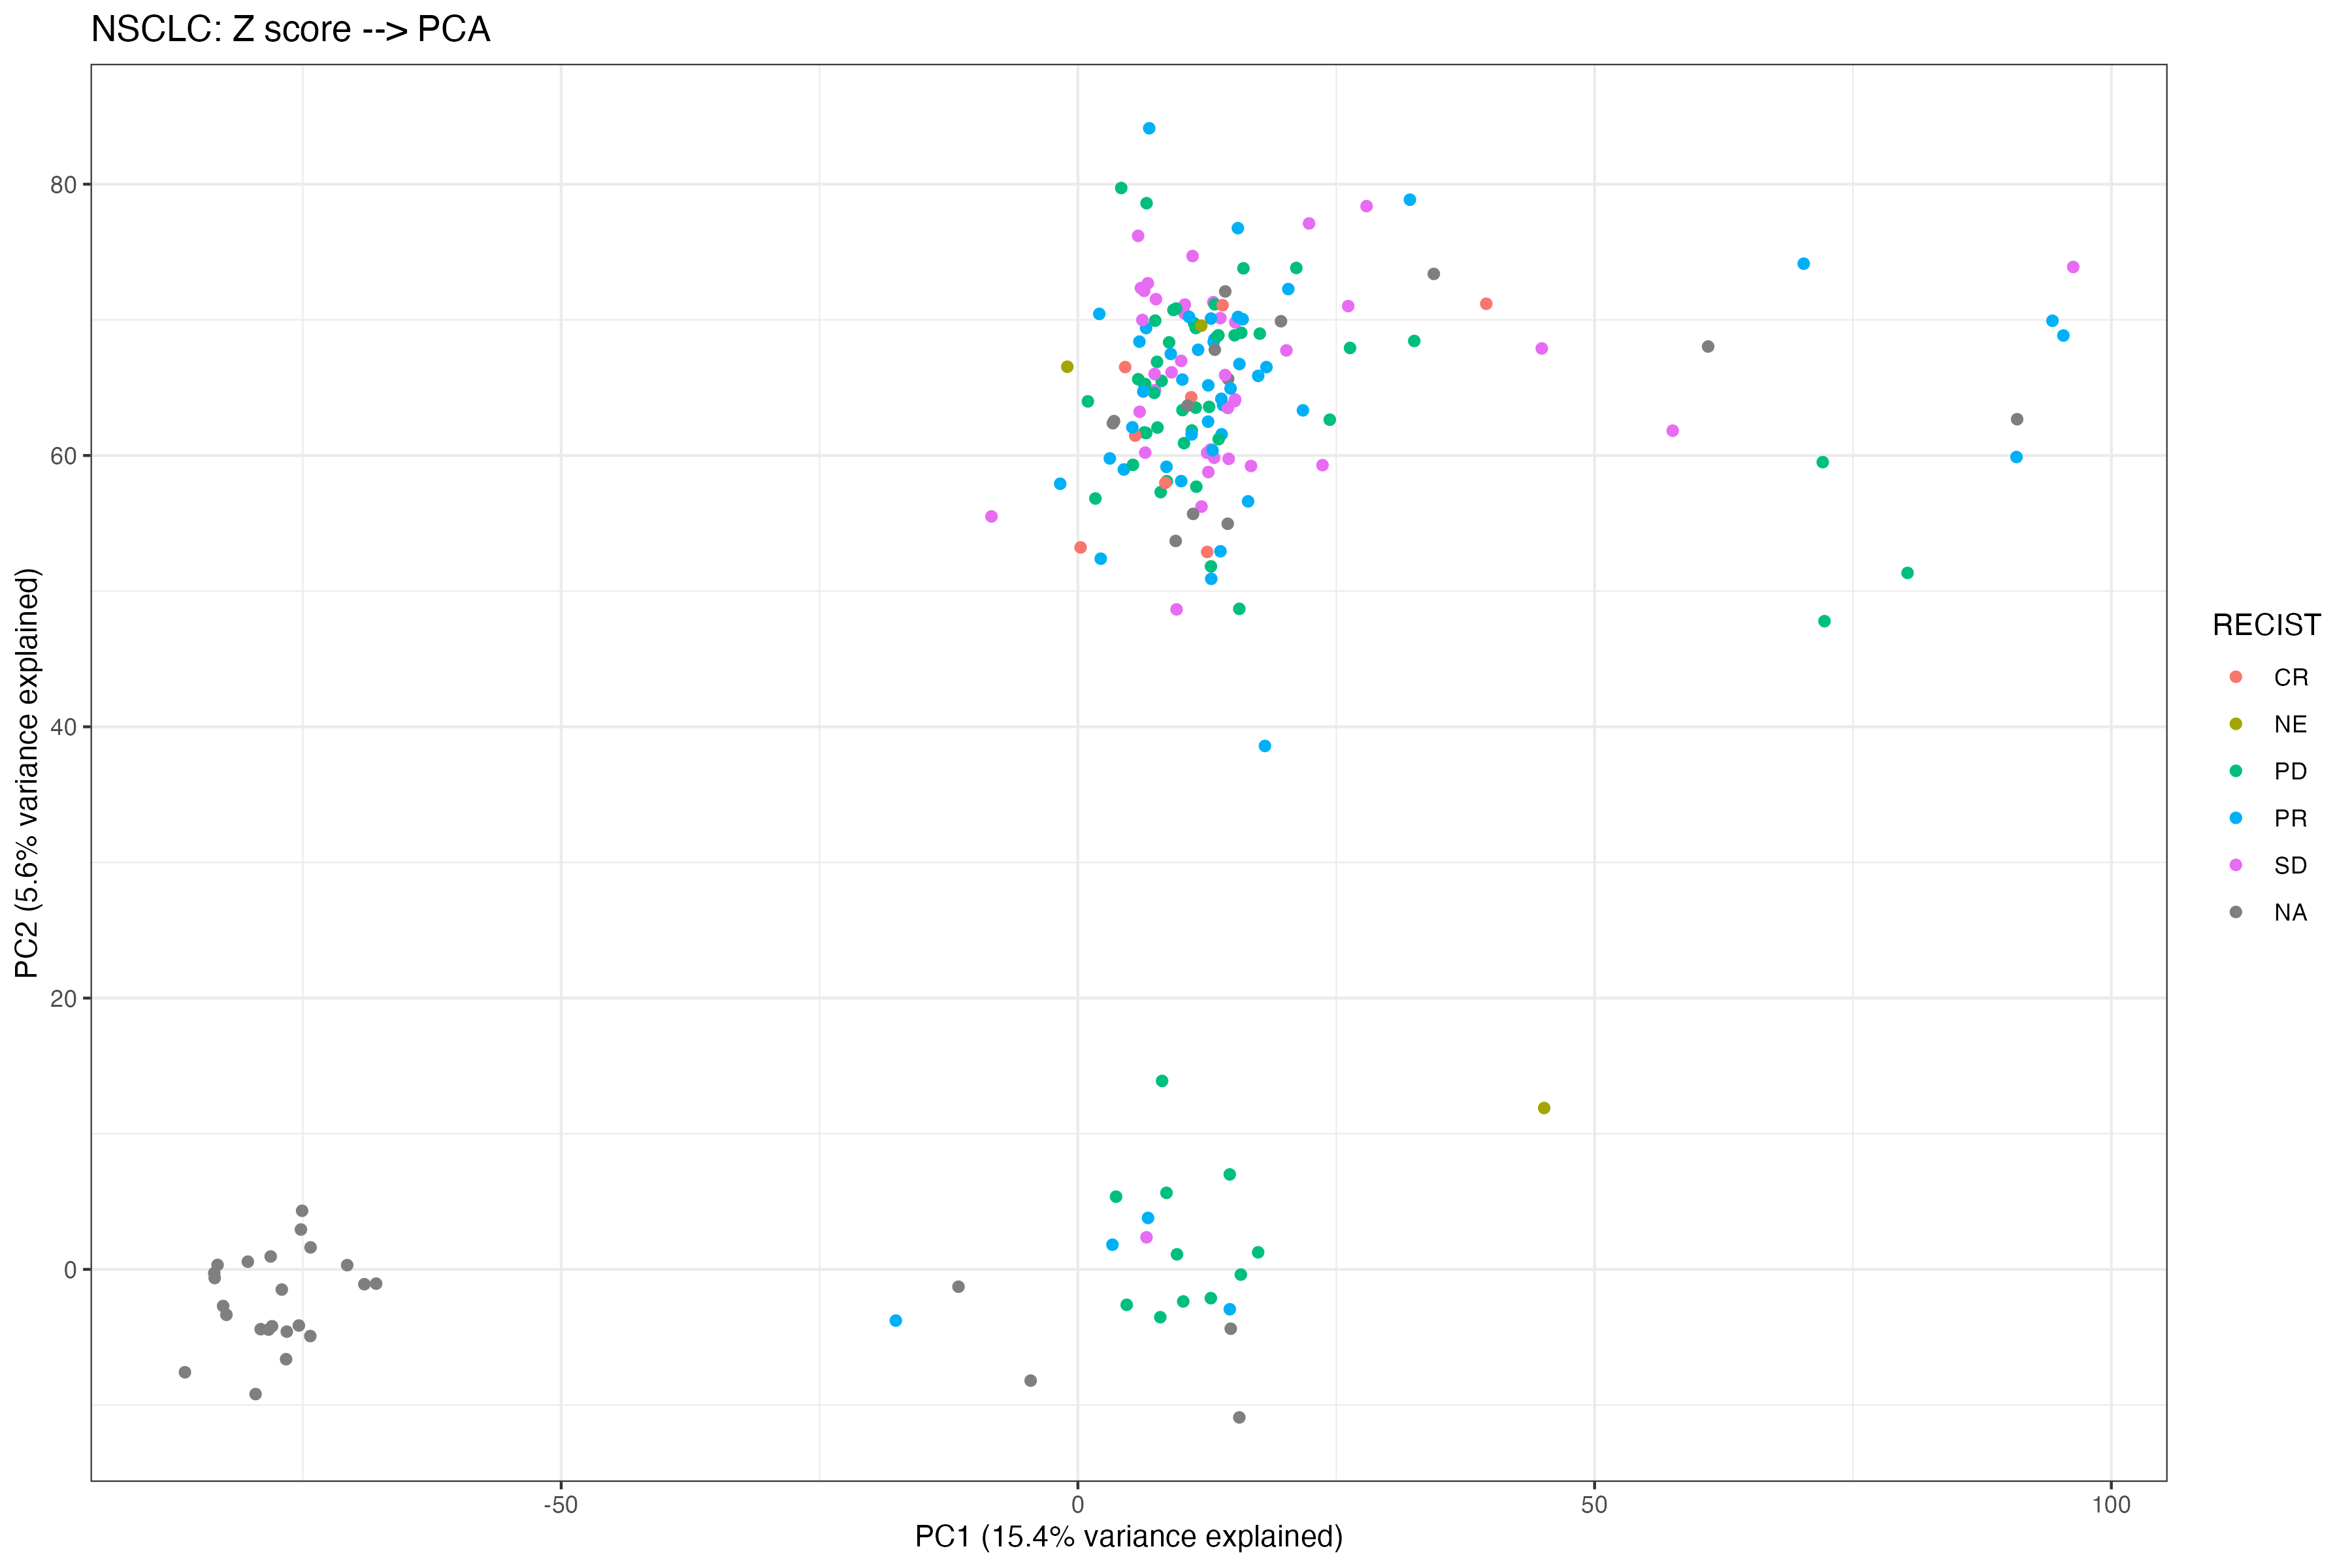 NSCLC: Z score --> PCA
PC2 (5.6% variance explained)
80
60
40
20
0
-50
0
50
100
PC1 (15.4% variance explained)
RECIST
CR
NE
PD
PR
SD
NA